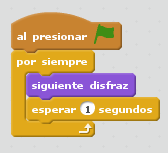 al presionar
por siempre
siguiente disfraz
esperar 1 segundos